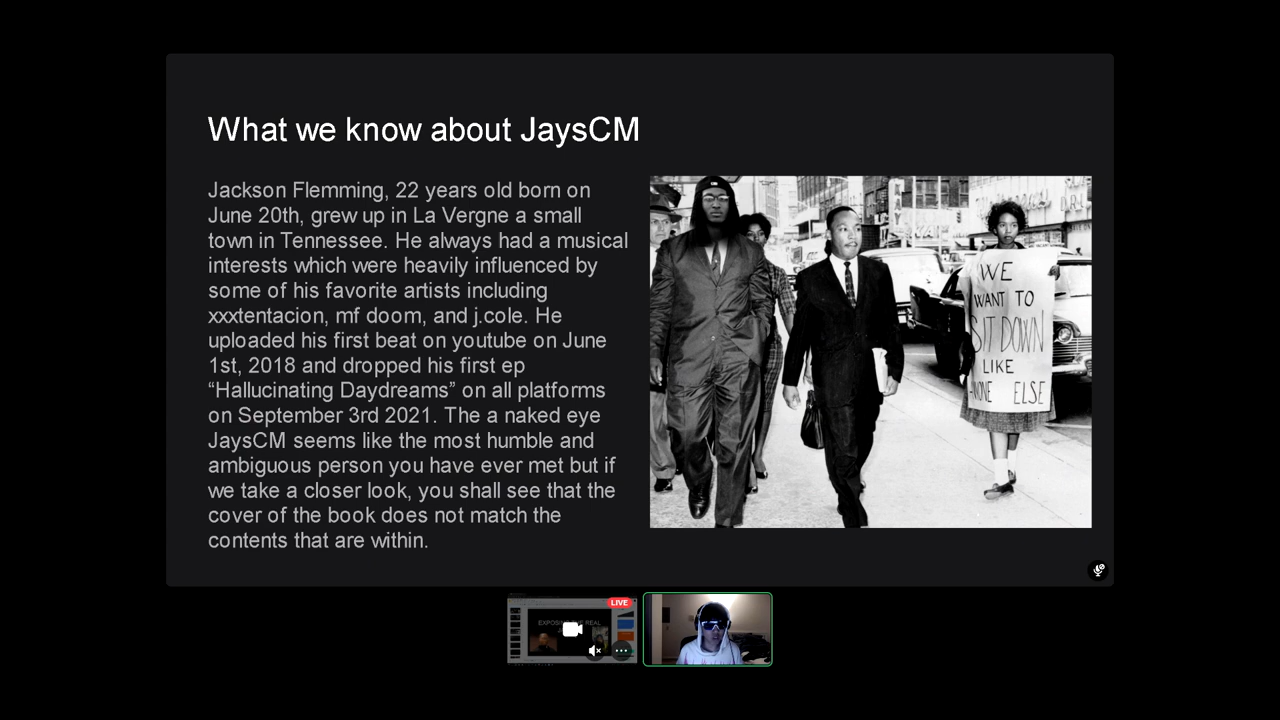 What we know about JaysCM
Jackson Flemming, 22 years old born on
June 20th, grew up in La Vergne a small
town in Tennessee. He always had a musical
interests which were heavily influenced by
some of his favorite artists including
xxxtentacion, mf doom, and j.cole. He
uploaded his first beat on youtube on June
1st, 2018 and dropped his first ep
“Hallucinating Daydreams” on all platforms
on September 3rd 2021. The a naked eye
JaysCM seems like the most humble and
ambiguous person you have ever met but if
we take a closer look, you shall see that the
cover of the book does not match the
contents that are within.
WE
WANT TO
SIT DOWN
LIKE
ELSE
LIVE
REAL